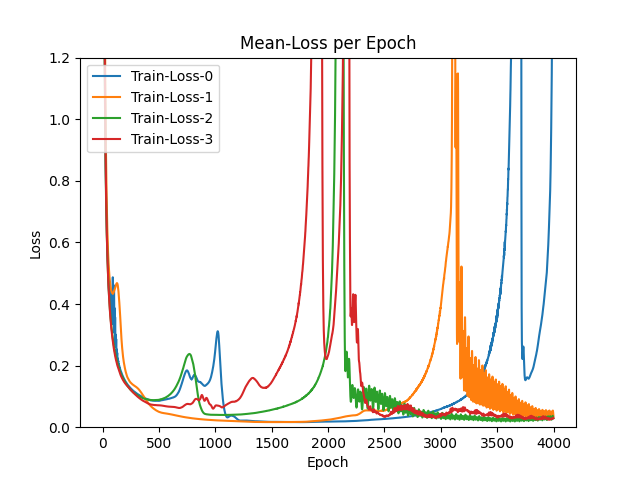 Mean-Loss per Epoch
Train-Loss-0
Train-Loss-1
Train-Loss-2
Train-Loss-3
Loss
1.2
1.0
0.8
0.6
0.4
0.2
0.0
0 500 1000 1500 2000 2500 3000 3500 4000
Epoch